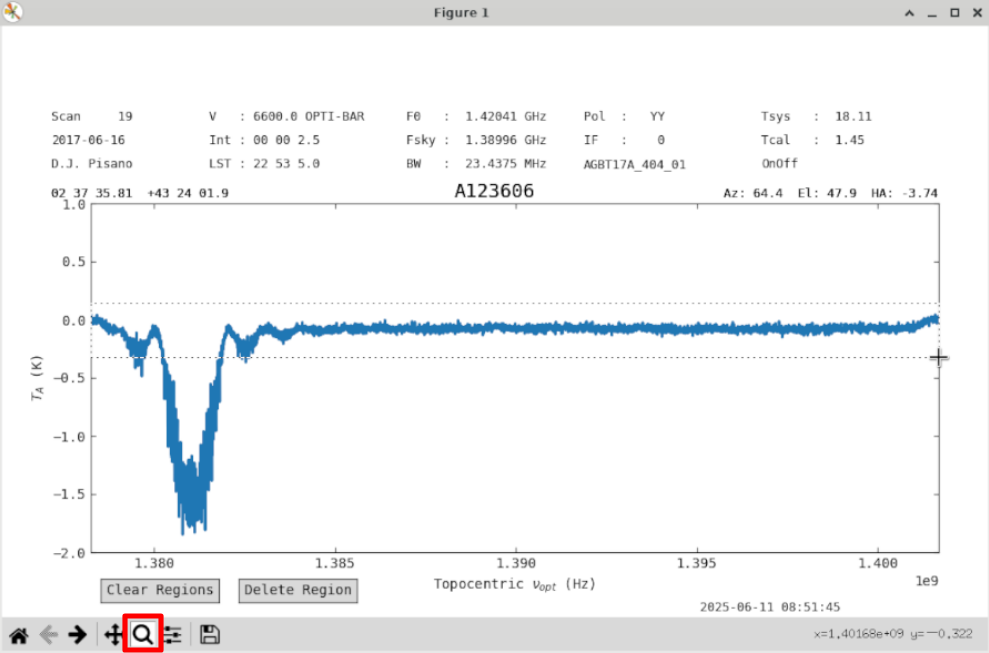 Figure 1
Scan 19 V : 6600.0 OPTI-BAR F0 : 1.42041 GHz Pol : YY Tsys : 18.11
2017-06-16 Int : 00 00 2.5 Fsky : 1.38996 GHz IF : 0 Tcal : 1.45
D.J. Pisano LST : 22 53 5.0 BW : 23.4375 MHz AGBT17A_404_01 OnOff
02 37 35.81 +43 24 01.9 A123606 Az: 64.4 El: 47.9 HA: -3.74
1.0
0.5
0.0
−0.5
−1.0
−1.5
−2.0
T_A (K)
1.380 1.385 1.390 1.395 1.400
1e9
Topocentric ν_opt (Hz)
Clear Regions Delete Region
2025-06-11 08:51:45
x=1.40168e+09 y=−0.322